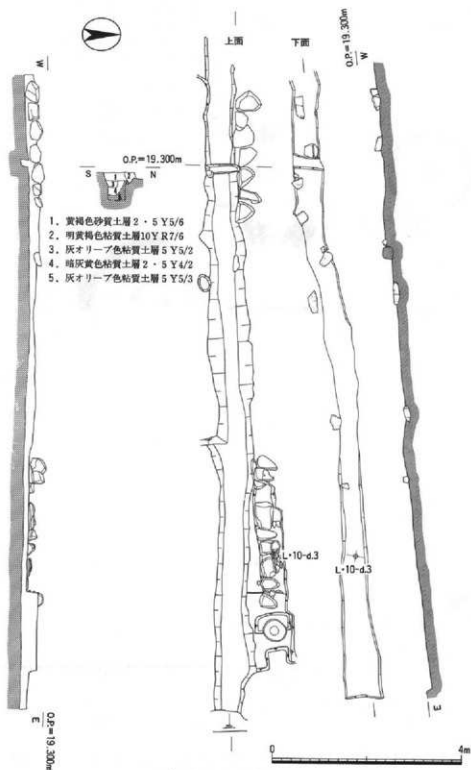 上面
下面
O.P.=19.300m
W
W
O.P.=19.300m
S
N
1 2
1. 黄褐色砂質土層2・5Y5/6
2. 明黄褐色粘質土層10YR7/6
3. 灰オリーブ色粘質土層5Y5/2
4. 暗灰黄色粘質土層2・5Y4/2
5. 灰オリーブ色粘質土層5Y5/3
L・10-d.3
L・10-d.3
E
O.P.=19.300m
E
0
4m